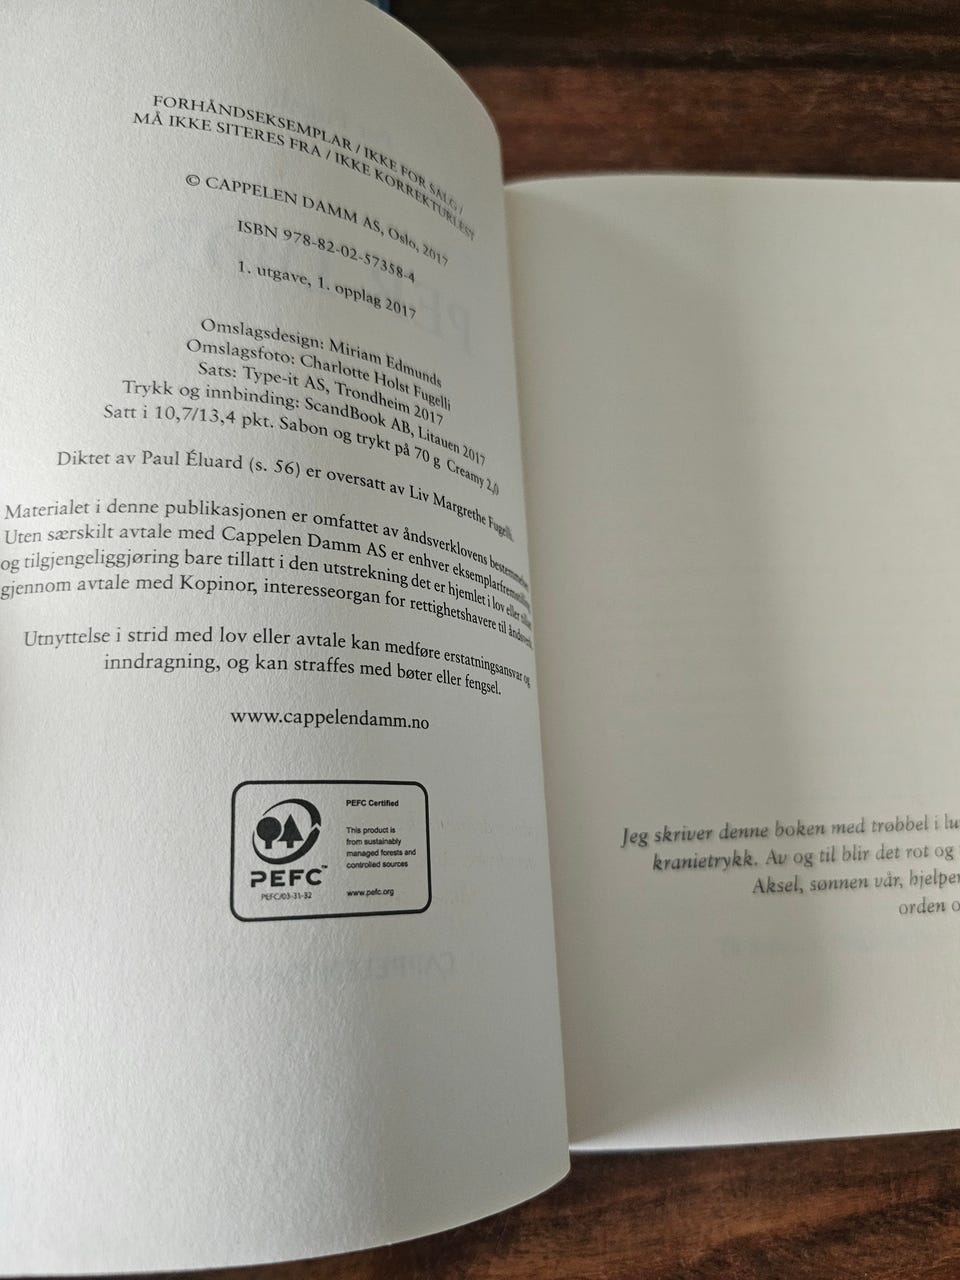 FORHÅNDSEKSEMPLAR / IKKE FOR SALG /
MÅ IKKE SITERES FRA / IKKE KORREKTURLEST
© CAPPELEN DAMM AS, Oslo, 2017
ISBN 978-82-02-57358-4
1. utgave, 1. opplag 2017
Omslagsdesign: Miriam Edmunds
Omslagsfoto: Charlotte Holst Fugelli
Sats: Type-it AS, Trondheim 2017
Trykk og innbinding: ScandBook AB, Litauen 2017
Satt i 10,7/13,4 pkt. Sabon og trykt på 70 g Creamy 2,0
Diktet av Paul Éluard (s. 56) er oversatt av Liv Margrethe Fugelli.
Materialet i denne publikasjonen er omfattet av åndsverklovens bestemmelser.
Uten særskilt avtale med Cappelen Damm AS er enhver eksemplarfremstilling
og tilgjengeliggjøring bare tillatt i den utstrekning det er hjemlet i lov eller tillatt
gjennom avtale med Kopinor, interesseorgan for rettighetshavere til åndsverk.
Utnyttelse i strid med lov eller avtale kan medføre erstatningsansvar og
inndragning, og kan straffes med bøter eller fengsel.
www.cappelendamm.no
PEFC Certified
This product is
from sustainably
managed forests and
controlled sources
www.pefc.org
PEFC™
PEFC/03-31-32
Jeg skriver denne boken med trøbbel i
kranietrykk. Av og til blir det rot og
Aksel, sønnen vår, hjelper
orden